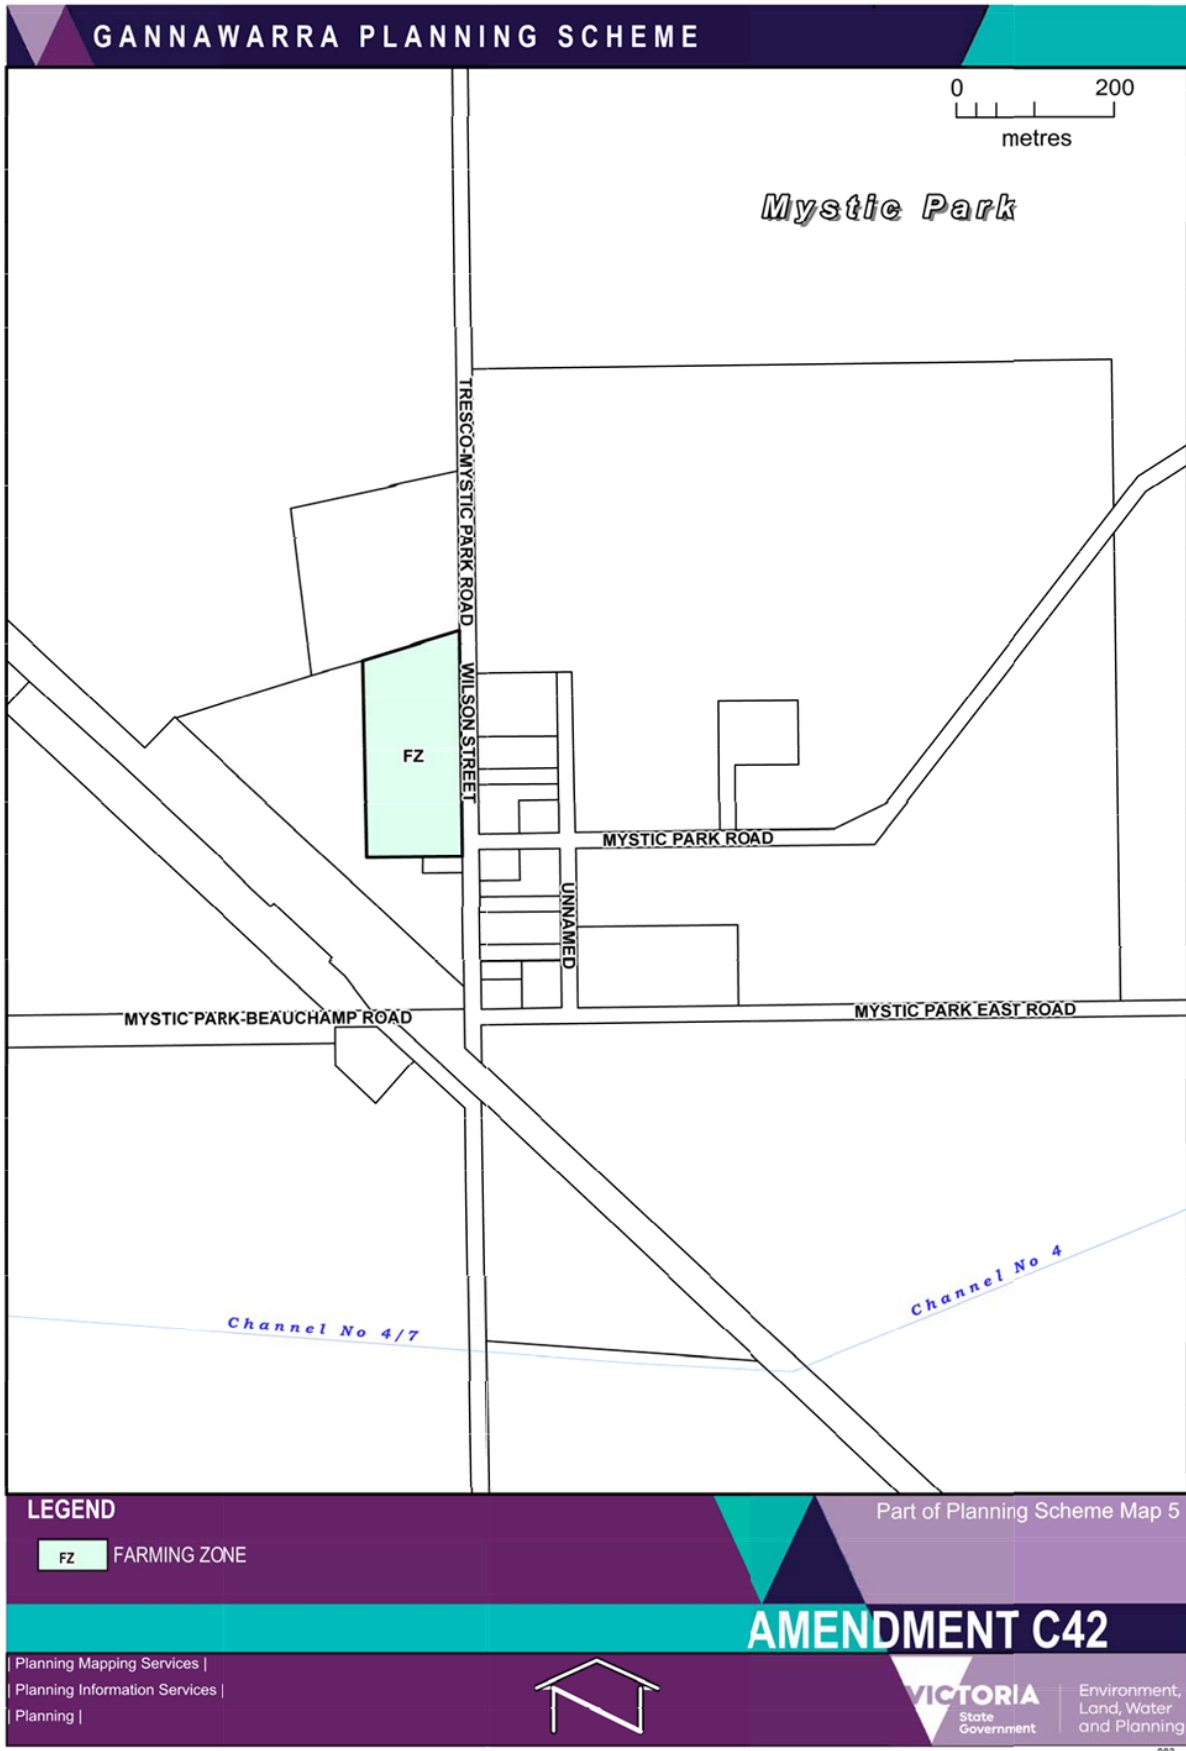 GANNAWARRA PLANNING SCHEME
0 200
metres
Mystic Park
TRESCO-MYSTIC PARK ROAD
WILSON STREET
FZ
MYSTIC PARK ROAD
UNNAMED
MYSTIC PARK-BEAUCHAMP ROAD
MYSTIC PARK EAST ROAD
Channel No 4
Channel No 4/7
LEGEND
Part of Planning Scheme Map 5
FZ FARMING ZONE
AMENDMENT C42
| Planning Mapping Services |
| Planning Information Services |
| Planning |
VICTORIA
State
Government
Environment,
Land, Water
and Planning